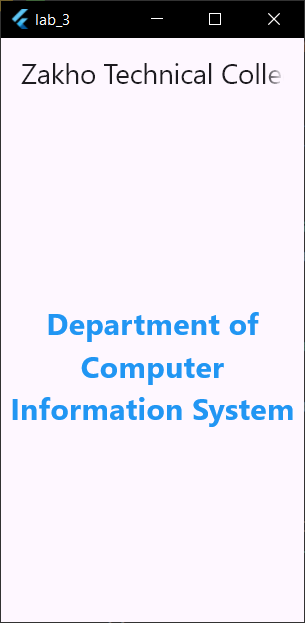 lab_3
Zakho Technical Colle
Department of
Computer
Information System